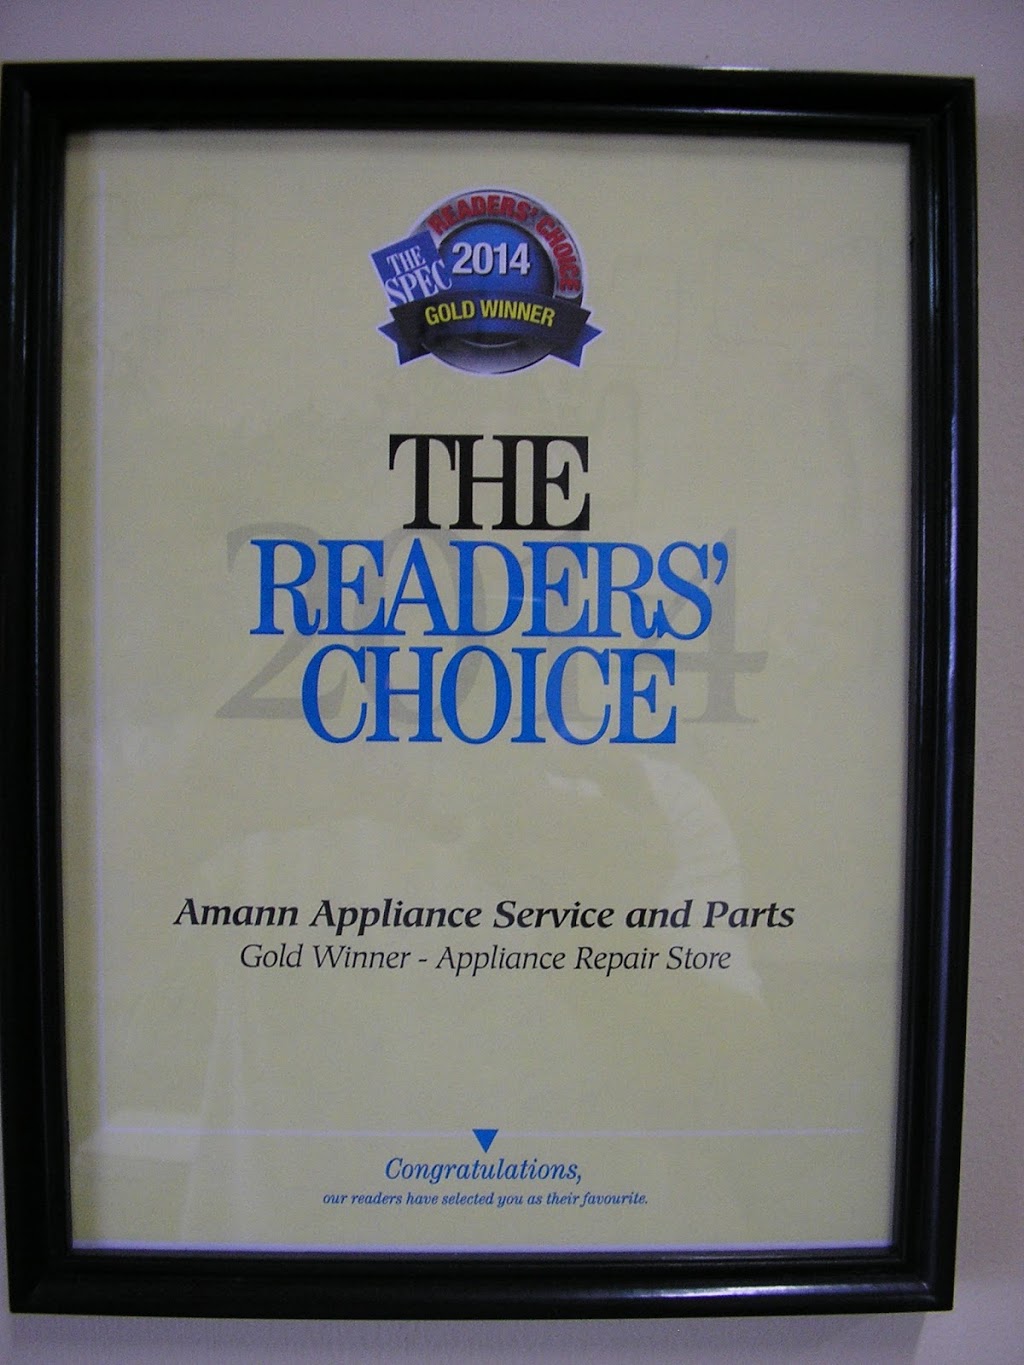 READERS' CHOICE
THE
SPEC
2014
GOLD WINNER
2014
THE
READERS'
CHOICE
Amann Appliance Service and Parts
Gold Winner - Appliance Repair Store
Congratulations,
our readers have selected you as their favourite.